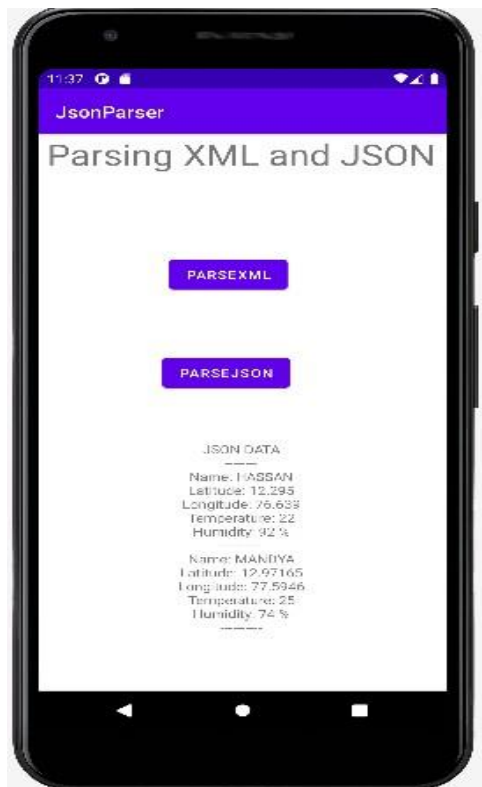 11:37
JsonParser
Parsing XML and JSON
PARSEXML
PARSEJSON
JSON DATA
--------
Name: HASSAN
Latitude: 12.295
Longitude: 76.639
Temperature: 22
Humidity: 92 %
Name: MANDYA
Latitude: 12.97165
Longitude: 77.5946
Temperature: 25
Humidity: 74 %
----------